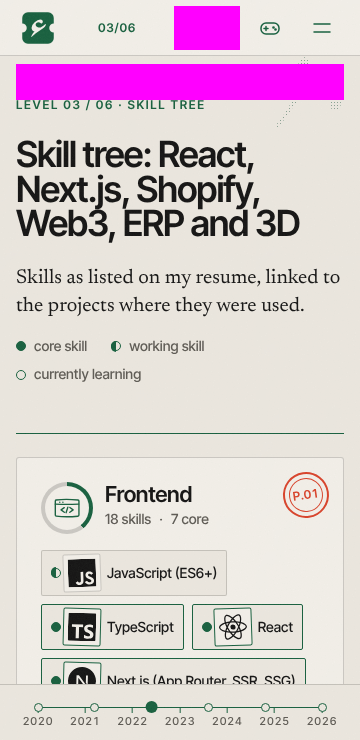 03/06
LEVEL 03 / 06 · SKILL TREE
Skill tree: React,
Next.js, Shopify,
Web3, ERP and 3D
Skills as listed on my resume, linked to
the projects where they were used.
core skill
working skill
currently learning
Frontend
18 skills · 7 core
P.01
JS JavaScript (ES6+)
TS TypeScript
React
N Next.js (App Router, SSR, SSG)
2020 2021 2022 2023 2024 2025 2026